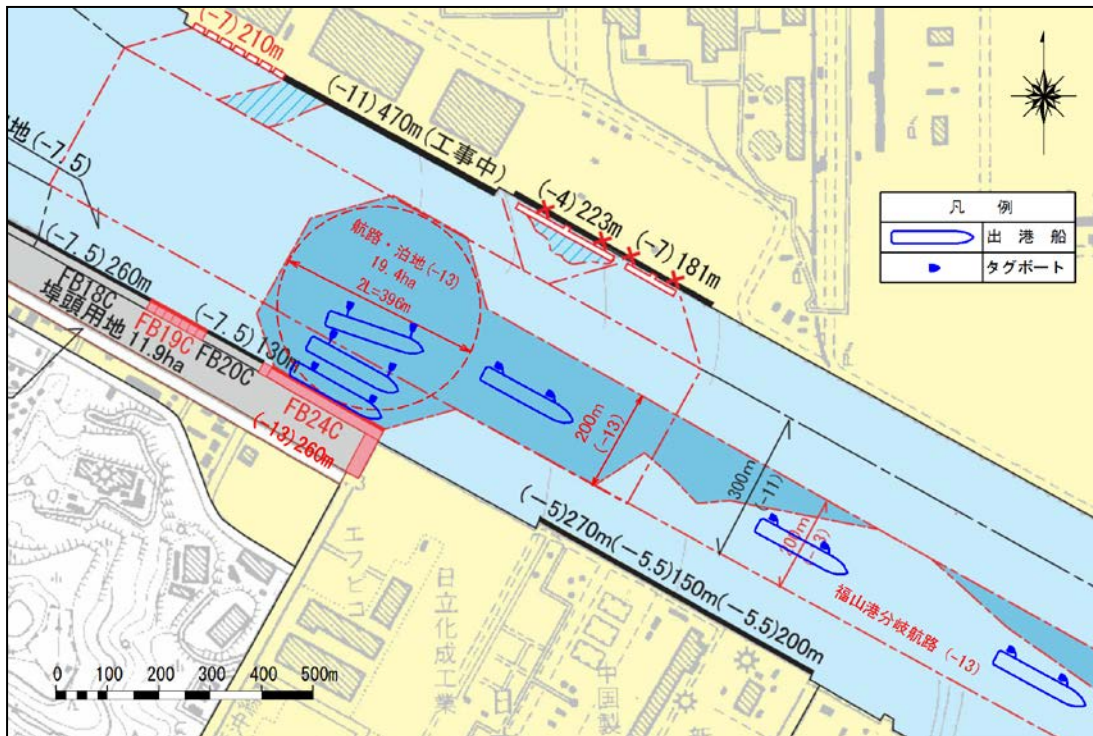 (-7)210m
(-11)470m(工事中)
(-4)223m
(-7)181m
凡 例
出 港 船
タグボート
地(-7.5)
(-7.5)260m
FB18C
埠頭用地 11.9ha
FB19C
FB20C
(-7.5)130m
FB24C
(-13)260m
航路・泊地(-13)
19.4ha
2L=396m
200m
(-13)
300m
(-11)
200m
(-13)
(-5)270m(-5.5)150m(-5.5)200m
福山港分岐航路 (-13)
エフピコ
日立化成工業
中国製
0 100 200 300 400 500m